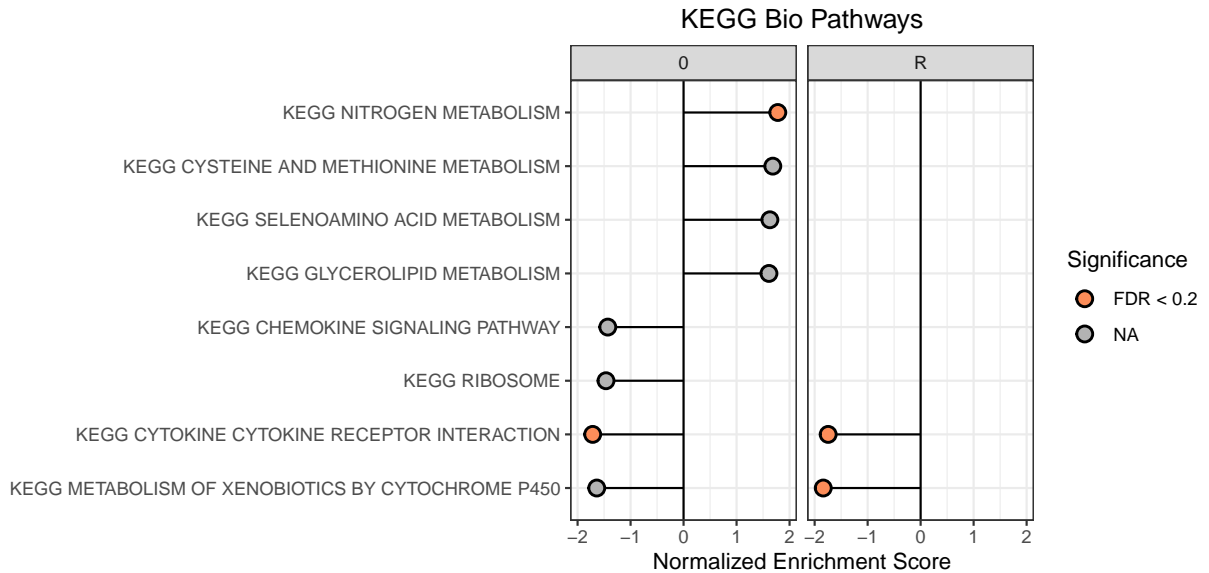 KEGG Bio Pathways
0
R
KEGG NITROGEN METABOLISM
KEGG CYSTEINE AND METHIONINE METABOLISM
KEGG SELENOAMINO ACID METABOLISM
KEGG GLYCEROLIPID METABOLISM
KEGG CHEMOKINE SIGNALING PATHWAY
KEGG RIBOSOME
KEGG CYTOKINE CYTOKINE RECEPTOR INTERACTION
KEGG METABOLISM OF XENOBIOTICS BY CYTOCHROME P450
−2 −1 0 1 2
−2 −1 0 1 2
Normalized Enrichment Score
Significance
FDR < 0.2
NA